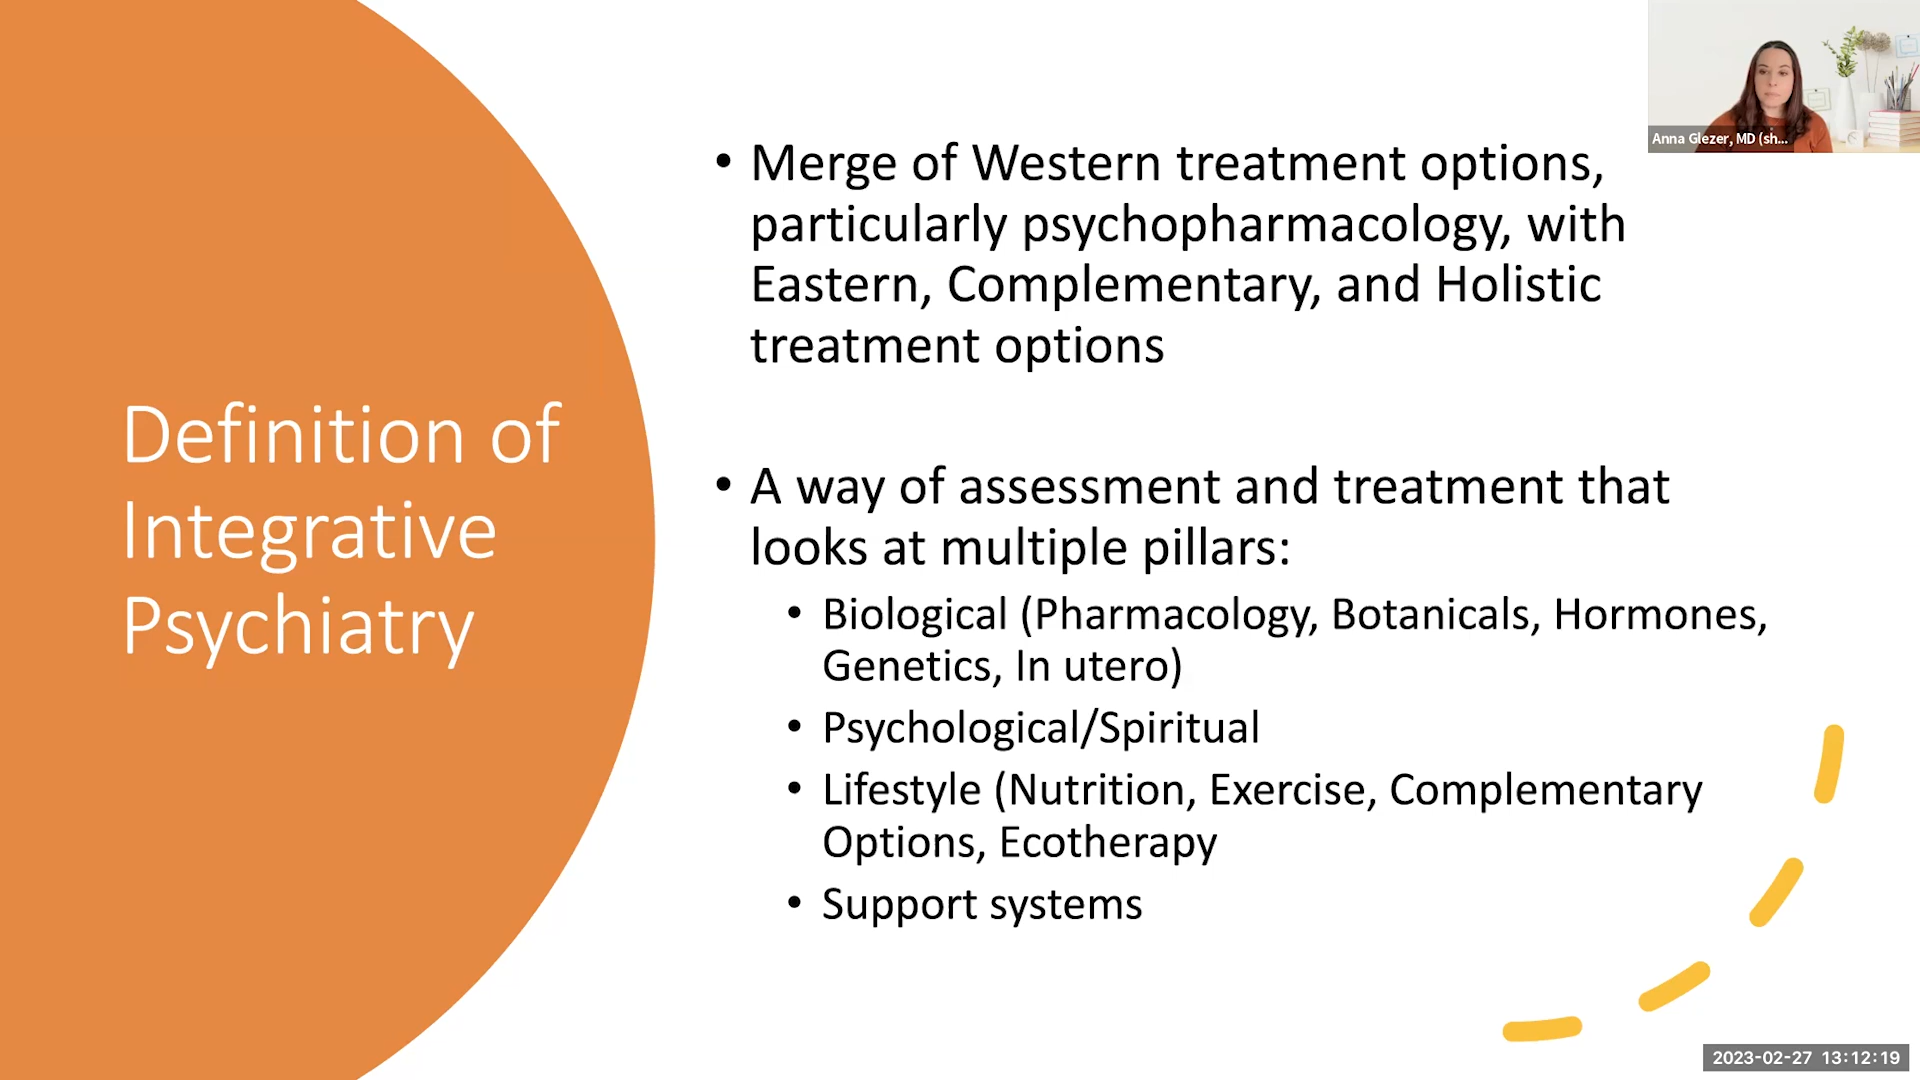 Definition of
Integrative
Psychiatry
• Merge of Western treatment options,
particularly psychopharmacology, with
Eastern, Complementary, and Holistic
treatment options
• A way of assessment and treatment that
looks at multiple pillars:
• Biological (Pharmacology, Botanicals, Hormones,
Genetics, In utero)
• Psychological/Spiritual
• Lifestyle (Nutrition, Exercise, Complementary
Options, Ecotherapy
• Support systems
Anna Glezer, MD (sh...
2023-02-27 13:12:19